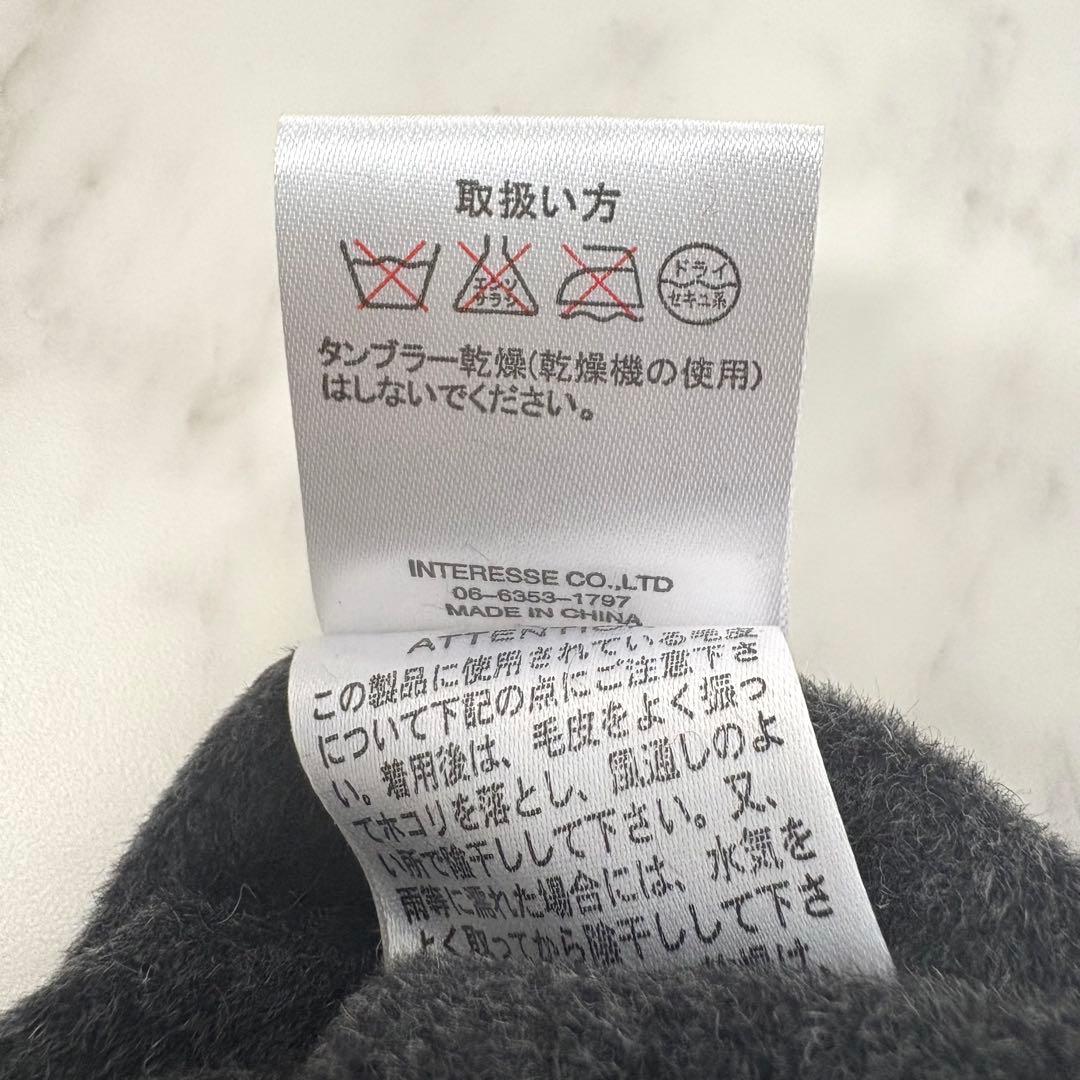 取扱い方
エンソ
サラシ
ドライ
セキユ系
タンブラー乾燥(乾燥機の使用)
はしないでください。
INTERESSE CO.,LTD
06-6353-1797
MADE IN CHINA
ATTENTIO
この製品に使用されている毛皮
について下記の点にご注意下さ
い。着用後は、毛皮をよく振っ
てホコリを落とし、風通しのよ
い所で陰干しして下さい。又、
雨等に濡れた場合には、水気を
よく取ってから陰干しして下さ